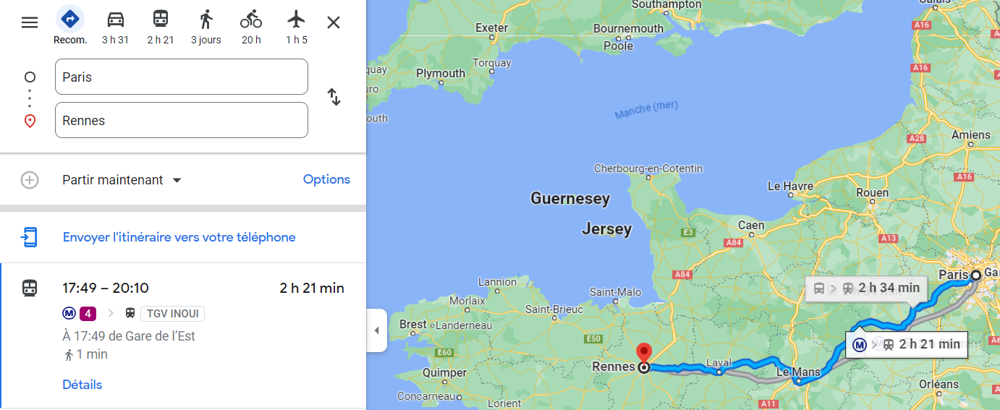 Recom.
3 h 31
2 h 21
3 jours
20 h
1 h 5
Paris
Rennes
Partir maintenant
Options
Envoyer l'itinéraire vers votre téléphone
17:49 – 20:10
2 h 21 min
M 4
TGV INOUI
À 17:49 de Gare de l'Est
1 min
Détails
Southampton
Calais
Exeter
Bournemouth
Poole
A16
Torquay
Plymouth
A16
Manche (mer)
Amiens
A28
Cherbourg-en-Cotentin
A16
Le Havre
Rouen
Guernesey
Jersey
Caen
E3
A84
A13
A84
Paris
Lannion
2 h 34 min
Saint-Malo
Morlaix
Saint-Brieuc
Brest
Landerneau
E50
M
2 h 21 min
E60
Rennes
Laval
Le Mans
Quimper
Orléans
Concarneau
Lorient
A11